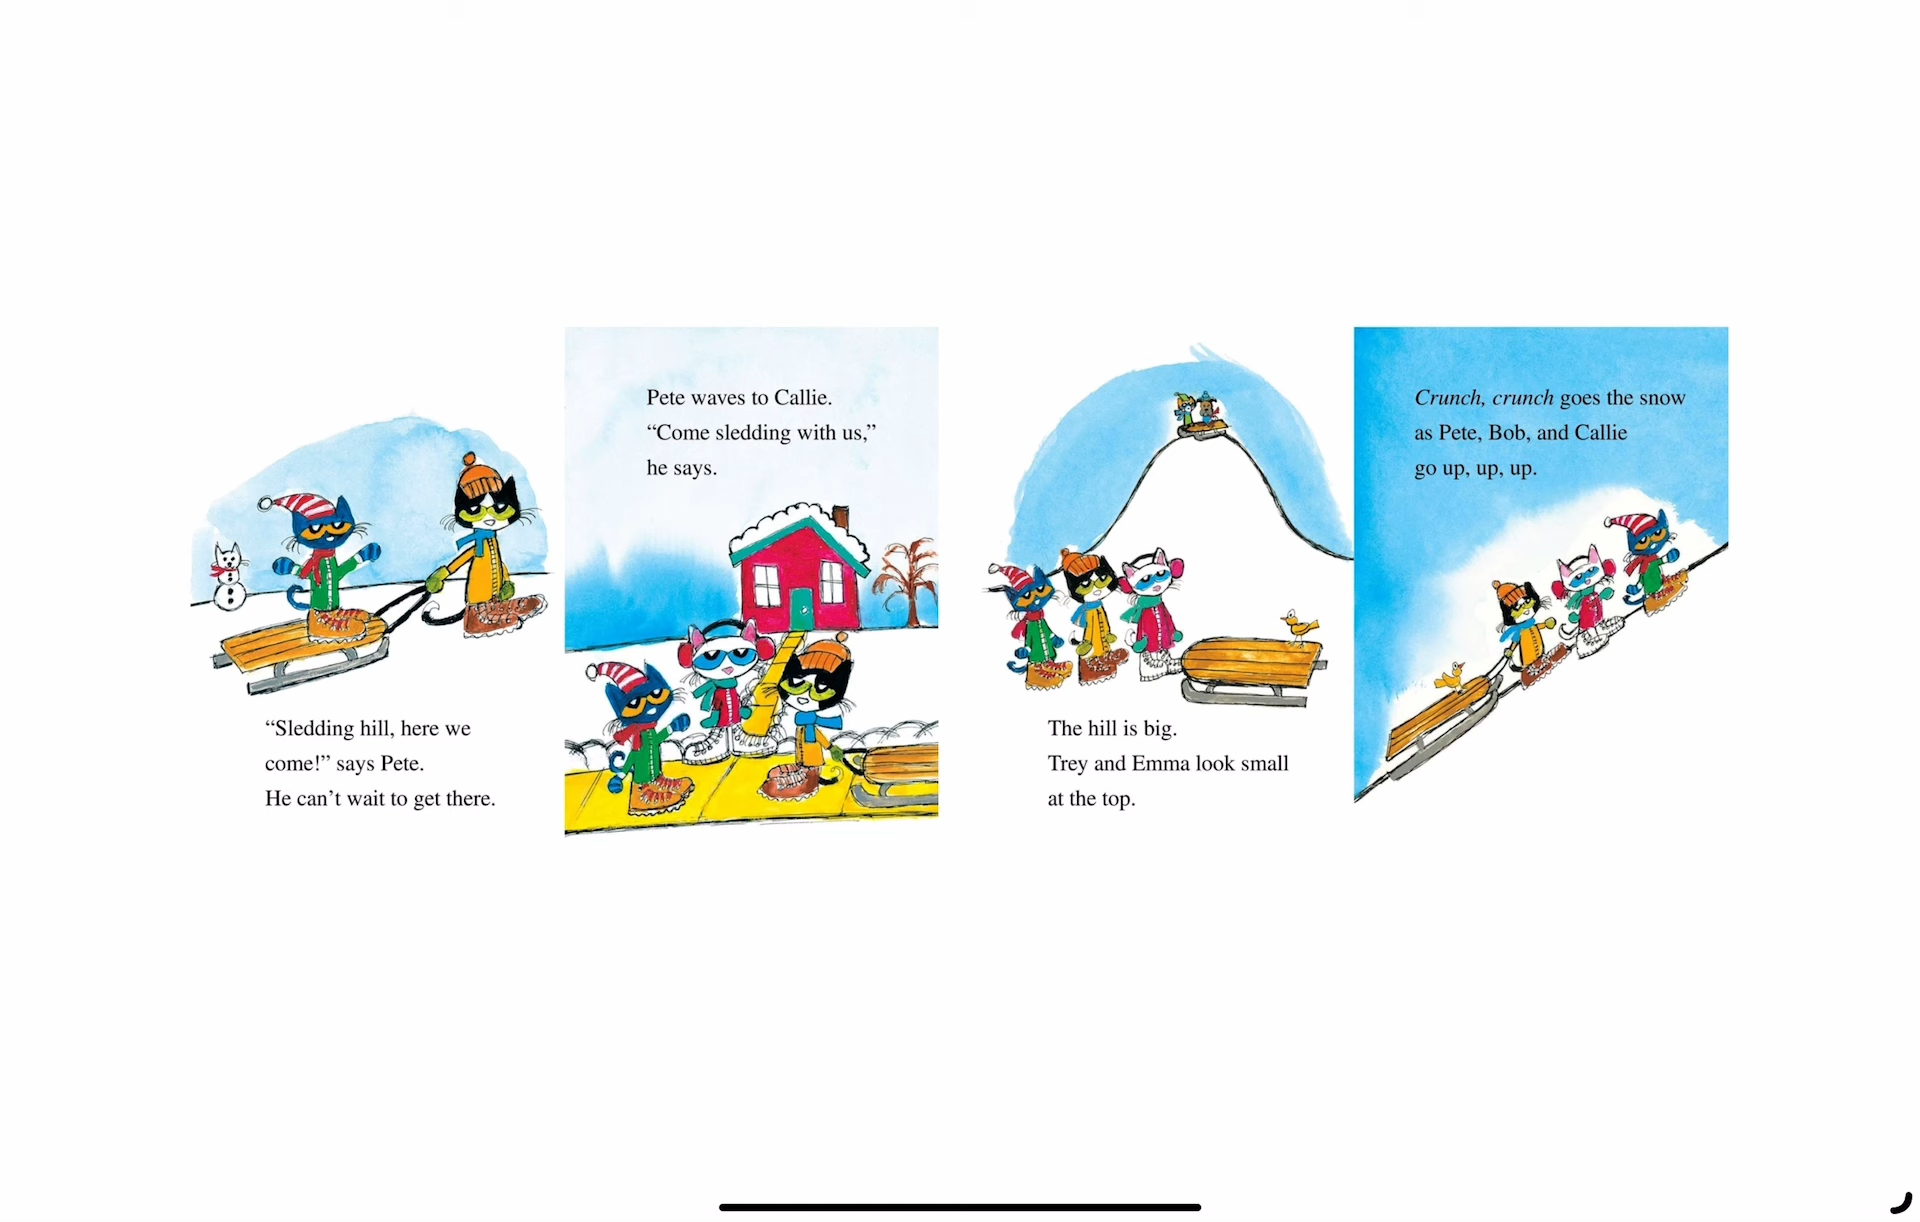 “Sledding hill, here we
come!” says Pete.
He can’t wait to get there.
Pete waves to Callie.
“Come sledding with us,”
he says.
The hill is big.
Trey and Emma look small
at the top.
Crunch, crunch goes the snow
as Pete, Bob, and Callie
go up, up, up.